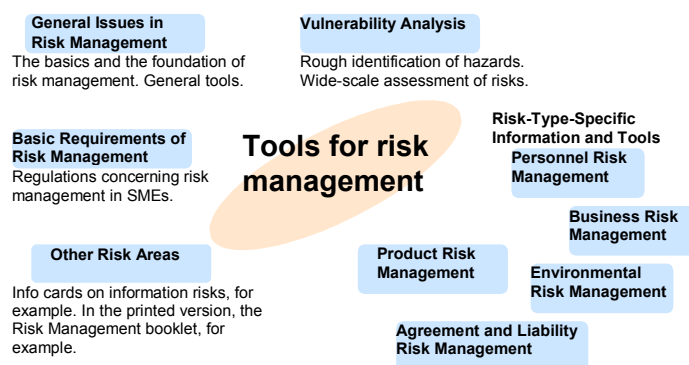 General Issues in
Risk Management
The basics and the foundation of
risk management. General tools.
Vulnerability Analysis
Rough identification of hazards.
Wide-scale assessment of risks.
Basic Requirements of
Risk Management
Regulations concerning risk
management in SMEs.
Tools for risk
management
Risk-Type-Specific
Information and Tools
Personnel Risk
Management
Business Risk
Management
Other Risk Areas
Info cards on information risks, for
example. In the printed version, the
Risk Management booklet, for
example.
Product Risk
Management
Environmental
Risk Management
Agreement and Liability
Risk Management